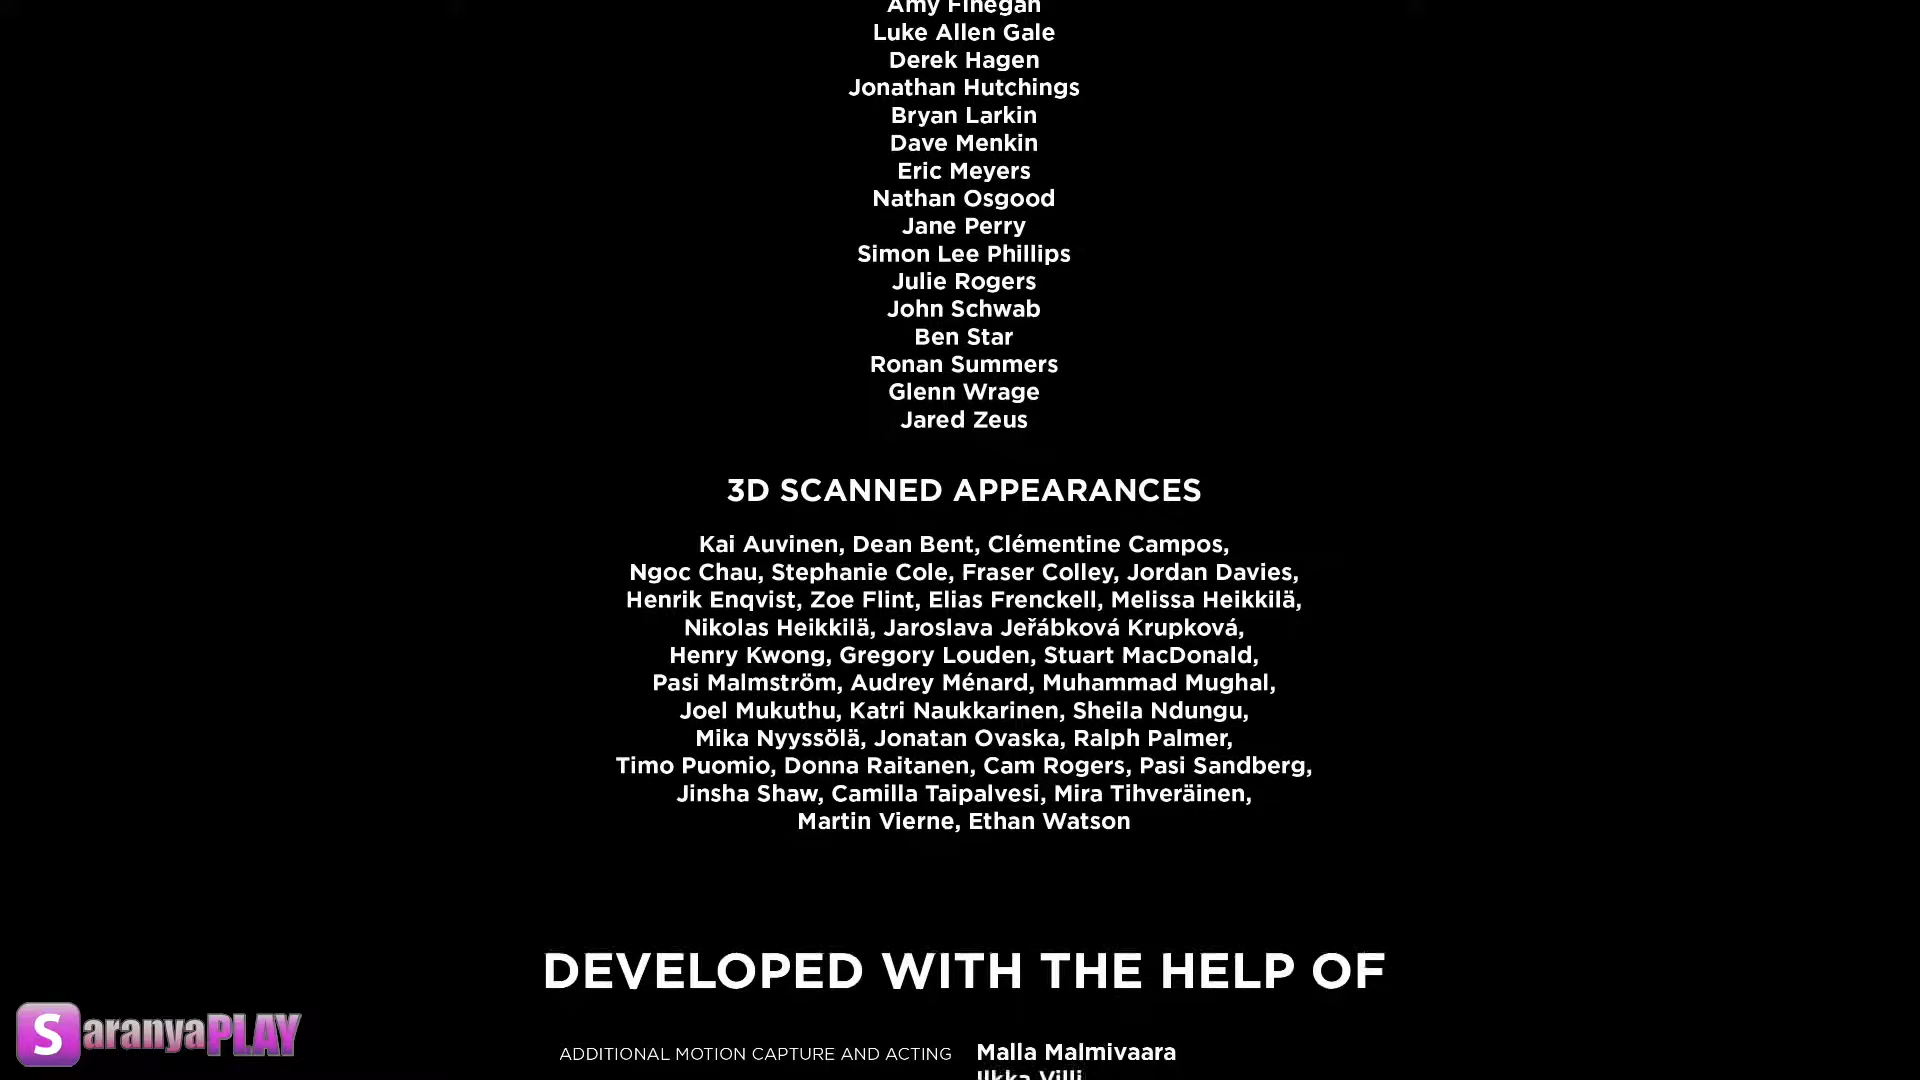 Amy Finegan
Luke Allen Gale
Derek Hagen
Jonathan Hutchings
Bryan Larkin
Dave Menkin
Eric Meyers
Nathan Osgood
Jane Perry
Simon Lee Phillips
Julie Rogers
John Schwab
Ben Star
Ronan Summers
Glenn Wrage
Jared Zeus
3D SCANNED APPEARANCES
Kai Auvinen, Dean Bent, Clémentine Campos,
Ngoc Chau, Stephanie Cole, Fraser Colley, Jordan Davies,
Henrik Enqvist, Zoe Flint, Elias Frenckell, Melissa Heikkilä,
Nikolas Heikkilä, Jaroslava Jeřábková Krupková,
Henry Kwong, Gregory Louden, Stuart MacDonald,
Pasi Malmström, Audrey Ménard, Muhammad Mughal,
Joel Mukuthu, Katri Naukkarinen, Sheila Ndungu,
Mika Nyyssölä, Jonatan Ovaska, Ralph Palmer,
Timo Puomio, Donna Raitanen, Cam Rogers, Pasi Sandberg,
Jinsha Shaw, Camilla Taipalvesi, Mira Tihveräinen,
Martin Vierne, Ethan Watson
DEVELOPED WITH THE HELP OF
ADDITIONAL MOTION CAPTURE AND ACTING Malla Malmivaara
Ilkka Villi
SaranyaPLAY